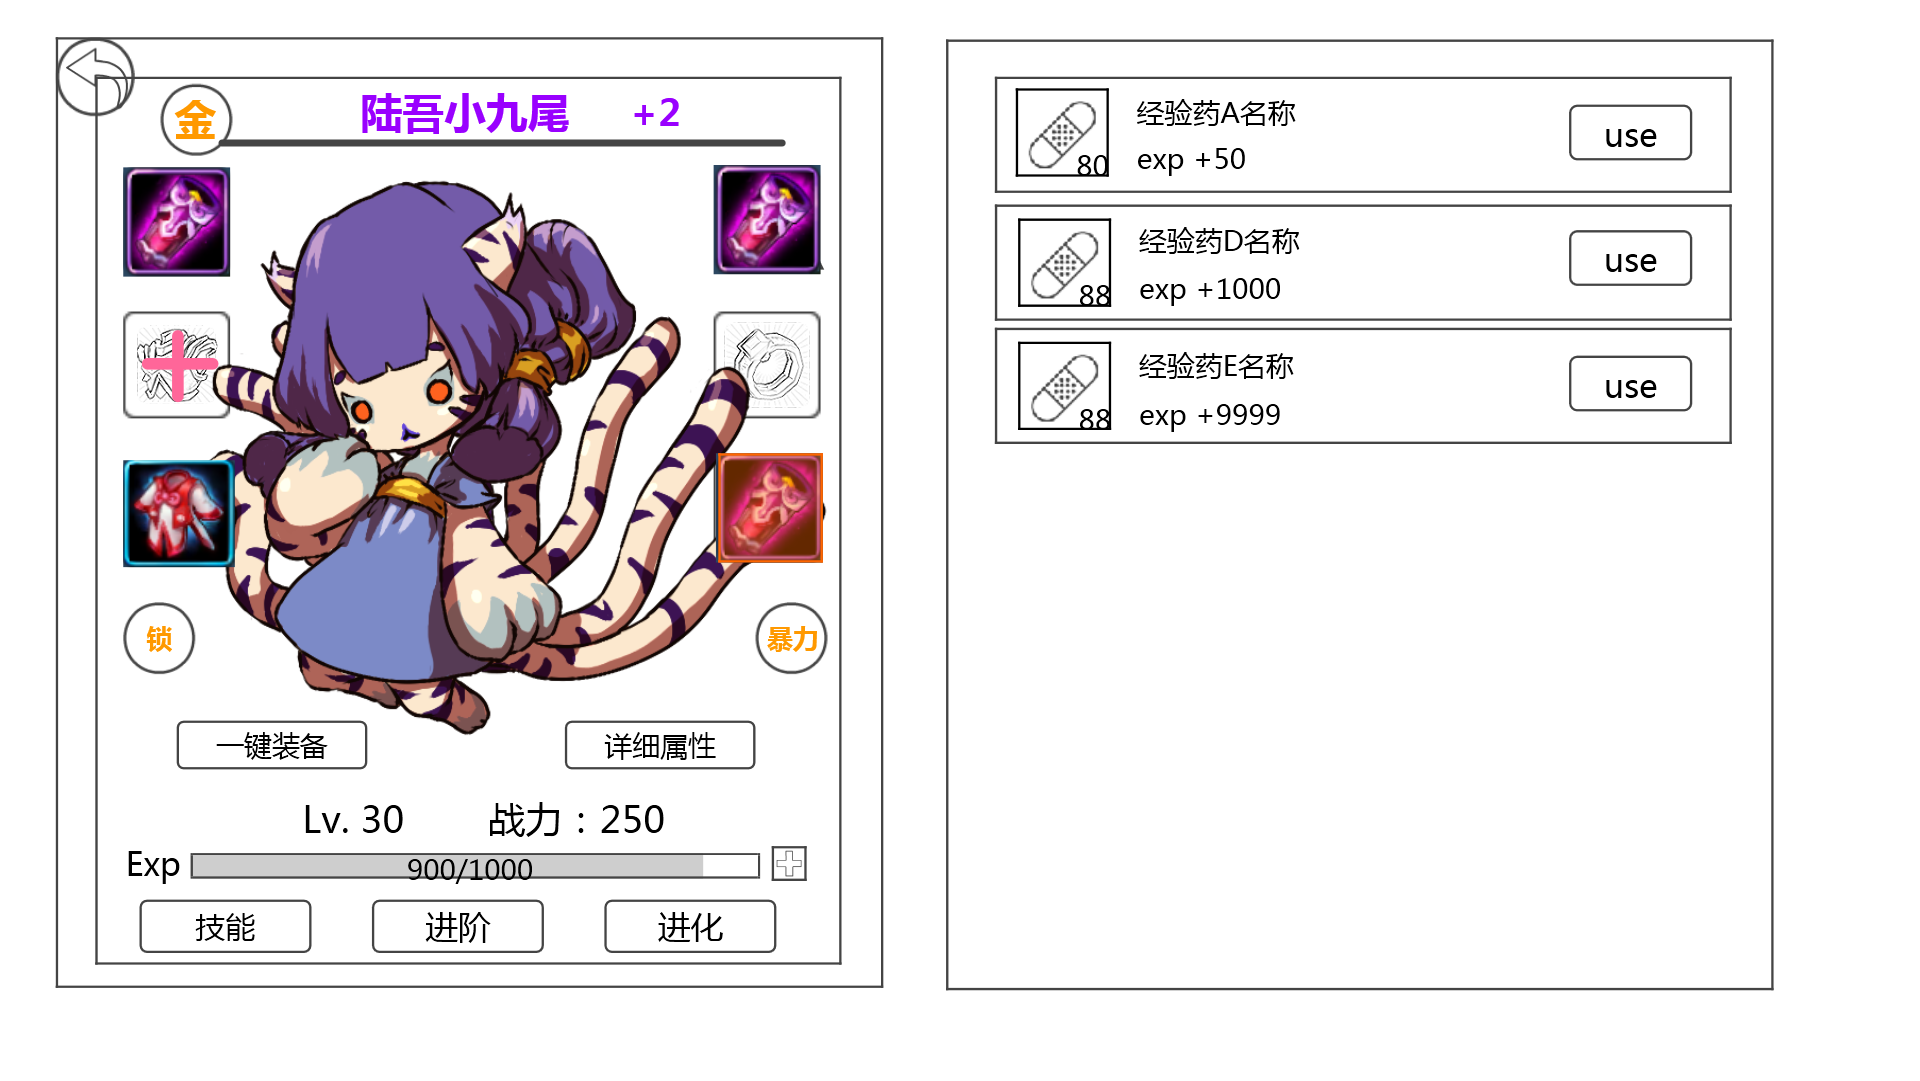 金
陆吾小九尾 +2
锁
暴力
一键装备
详细属性
Lv. 30 战力：250
Exp 900/1000
技能
进阶
进化
经验药A名称
80
exp +50
use
经验药D名称
88
exp +1000
use
经验药E名称
88
exp +9999
use